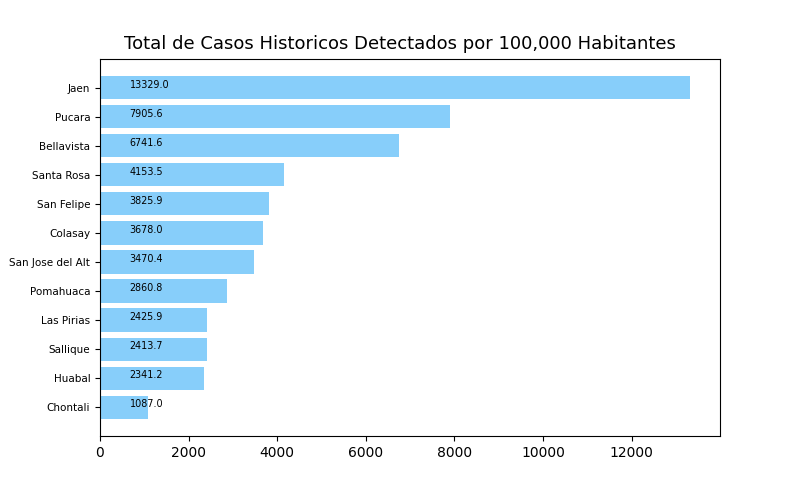 Total de Casos Historicos Detectados por 100,000 Habitantes
Jaen 13329.0
Pucara 7905.6
Bellavista 6741.6
Santa Rosa 4153.5
San Felipe 3825.9
Colasay 3678.0
San Jose del Alt 3470.4
Pomahuaca 2860.8
Las Pirias 2425.9
Sallique 2413.7
Huabal 2341.2
Chontali 1087.0
0 2000 4000 6000 8000 10000 12000